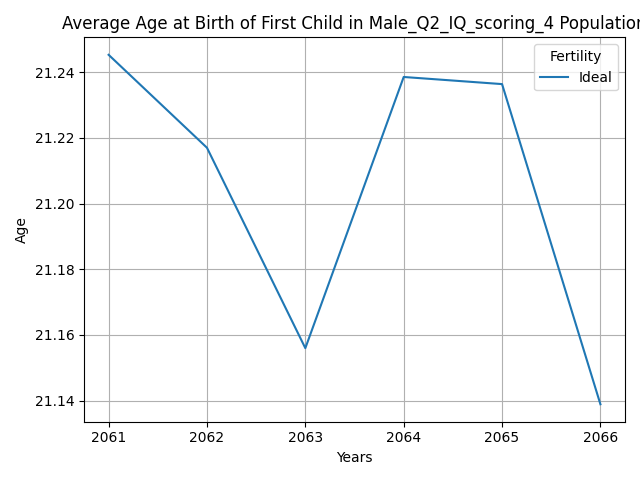 Average Age at Birth of First Child in Male_Q2_IQ_scoring_4 Population
Fertility
Ideal
21.24
21.22
21.20
21.18
21.16
21.14
Age
2061 2062 2063 2064 2065 2066
Years